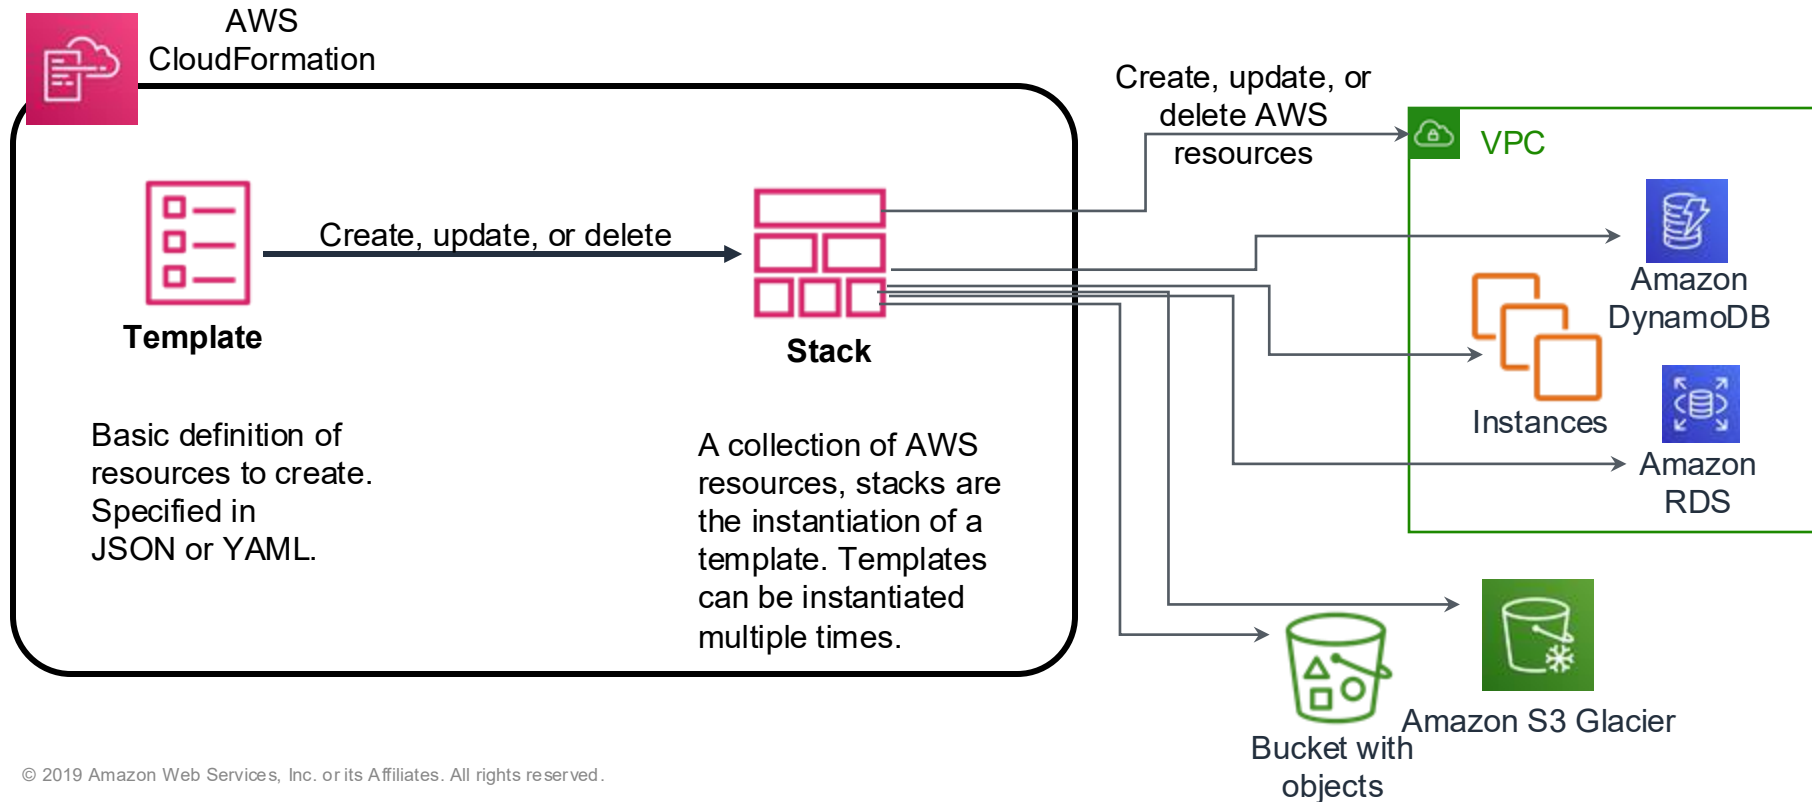 AWS
CloudFormation
Create, update, or
delete AWS
resources
VPC
Create, update, or delete
Template
Stack
Amazon
DynamoDB
Instances
Amazon
RDS
Basic definition of
resources to create.
Specified in
JSON or YAML.
A collection of AWS
resources, stacks are
the instantiation of a
template. Templates
can be instantiated
multiple times.
Amazon S3 Glacier
Bucket with
objects
© 2019 Amazon Web Services, Inc. or its Affiliates. All rights reserved.